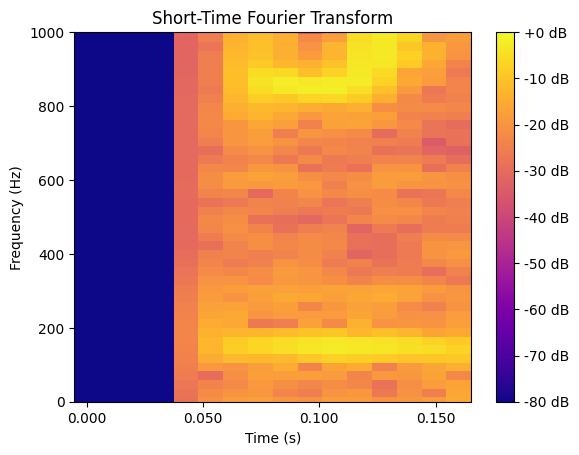 Short-Time Fourier Transform
Frequency (Hz)
1000
800
600
400
200
0
0.000 0.050 0.100 0.150
Time (s)
+0 dB
-10 dB
-20 dB
-30 dB
-40 dB
-50 dB
-60 dB
-70 dB
-80 dB